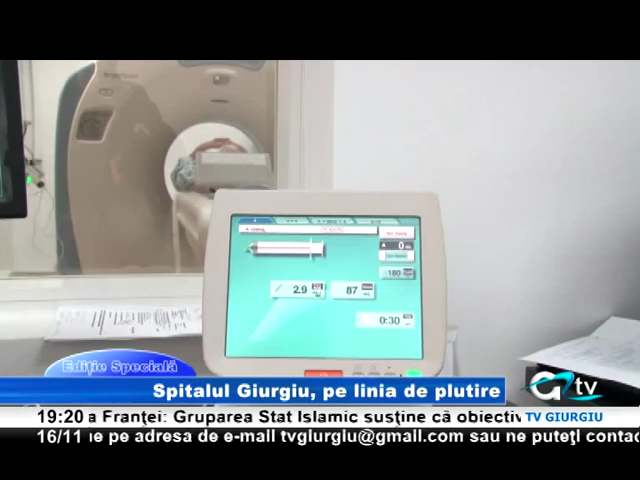 0
180
2.9
87
0:30
Ediție Specială
Spitalul Giurgiu, pe linia de plutire
G tv
19:20 a Franței: Gruparea Stat Islamic susține că obiectiv TV GIURGIU
16/11 ie pe adresa de e-mail tvgiurgiu@gmail.com sau ne puteți contac